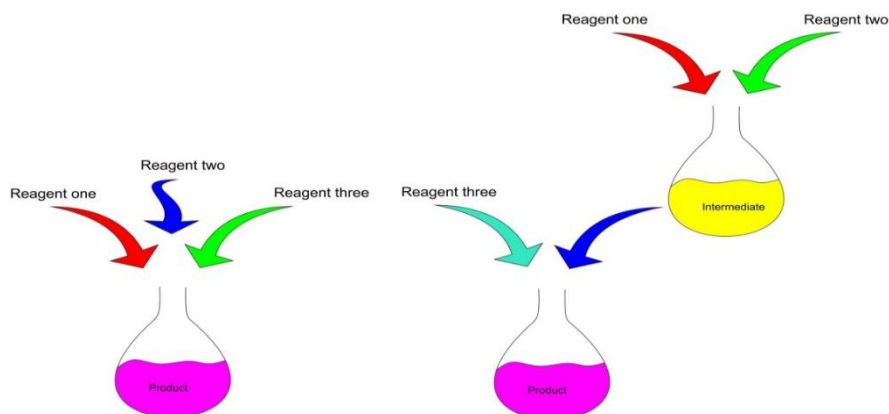 Reagent one
Reagent two
Reagent two
Reagent one
Reagent three
Reagent three
Intermediate
Product
Product